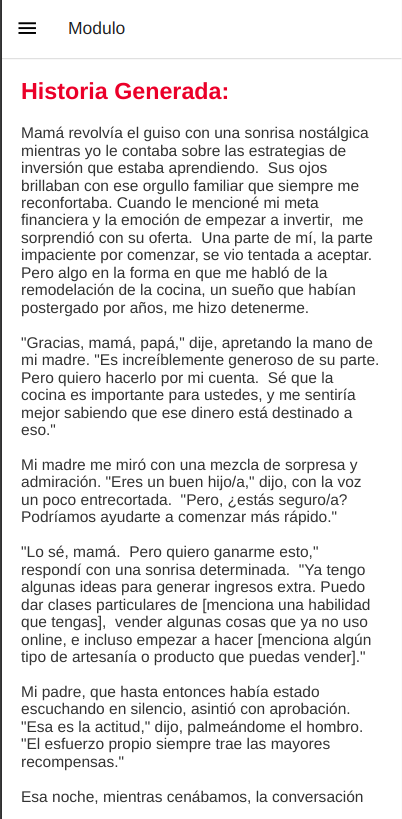 Modulo
Historia Generada:
Mamá revolvía el guiso con una sonrisa nostálgica
mientras yo le contaba sobre las estrategias de
inversión que estaba aprendiendo.  Sus ojos
brillaban con ese orgullo familiar que siempre me
reconfortaba. Cuando le mencioné mi meta
financiera y la emoción de empezar a invertir,  me
sorprendió con su oferta.  Una parte de mí, la parte
impaciente por comenzar, se vio tentada a aceptar.
Pero algo en la forma en que me habló de la
remodelación de la cocina, un sueño que habían
postergado por años, me hizo detenerme.
"Gracias, mamá, papá," dije, apretando la mano de
mi madre. "Es increíblemente generoso de su parte.
Pero quiero hacerlo por mi cuenta.  Sé que la
cocina es importante para ustedes, y me sentiría
mejor sabiendo que ese dinero está destinado a
eso."
Mi madre me miró con una mezcla de sorpresa y
admiración. "Eres un buen hijo/a," dijo, con la voz
un poco entrecortada.  "Pero, ¿estás seguro/a?
Podríamos ayudarte a comenzar más rápido."
"Lo sé, mamá.  Pero quiero ganarme esto,"
respondí con una sonrisa determinada.  "Ya tengo
algunas ideas para generar ingresos extra. Puedo
dar clases particulares de [menciona una habilidad
que tengas],  vender algunas cosas que ya no uso
online, e incluso empezar a hacer [menciona algún
tipo de artesanía o producto que puedas vender]."
Mi padre, que hasta entonces había estado
escuchando en silencio, asintió con aprobación.
"Esa es la actitud," dijo, palmeándome el hombro.
"El esfuerzo propio siempre trae las mayores
recompensas."
Esa noche, mientras cenábamos, la conversación